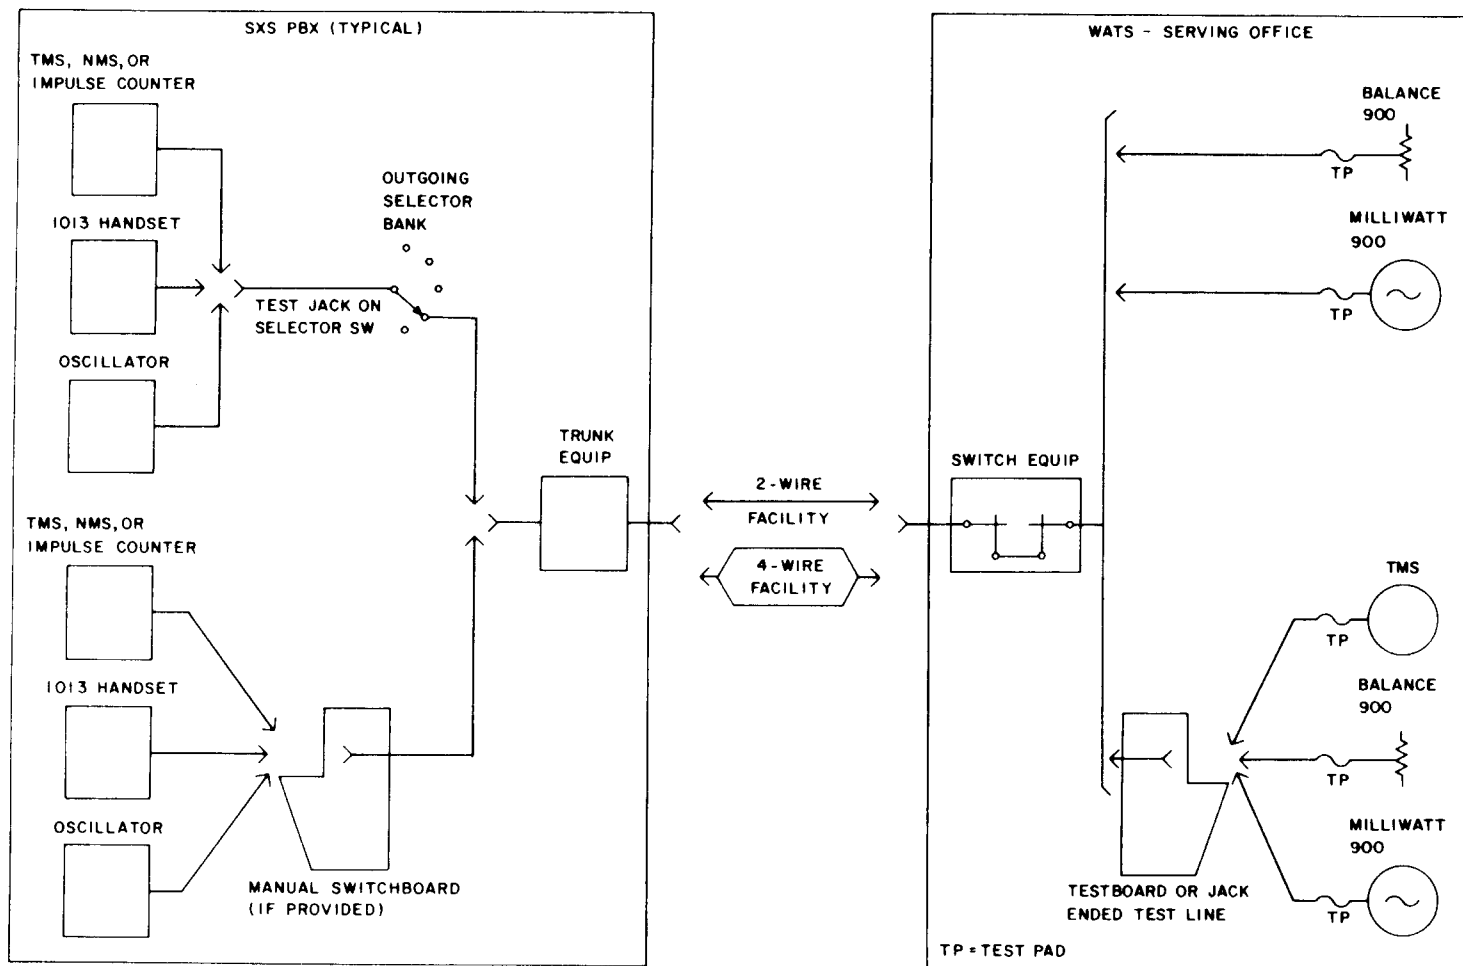 SXS PBX (TYPICAL)
TMS, NMS, OR
IMPULSE COUNTER
1013 HANDSET
OSCILLATOR
OUTGOING
SELECTOR
BANK
TEST JACK ON
SELECTOR SW
TMS, NMS, OR
IMPULSE COUNTER
1013 HANDSET
OSCILLATOR
MANUAL SWITCHBOARD
(IF PROVIDED)
TRUNK
EQUIP
2-WIRE
FACILITY
4-WIRE
FACILITY
WATS - SERVING OFFICE
BALANCE
900
TP
MILLIWATT
900
TP
SWITCH EQUIP
TMS
TP
BALANCE
900
TP
MILLIWATT
900
TP
TESTBOARD OR JACK
ENDED TEST LINE
TP = TEST PAD